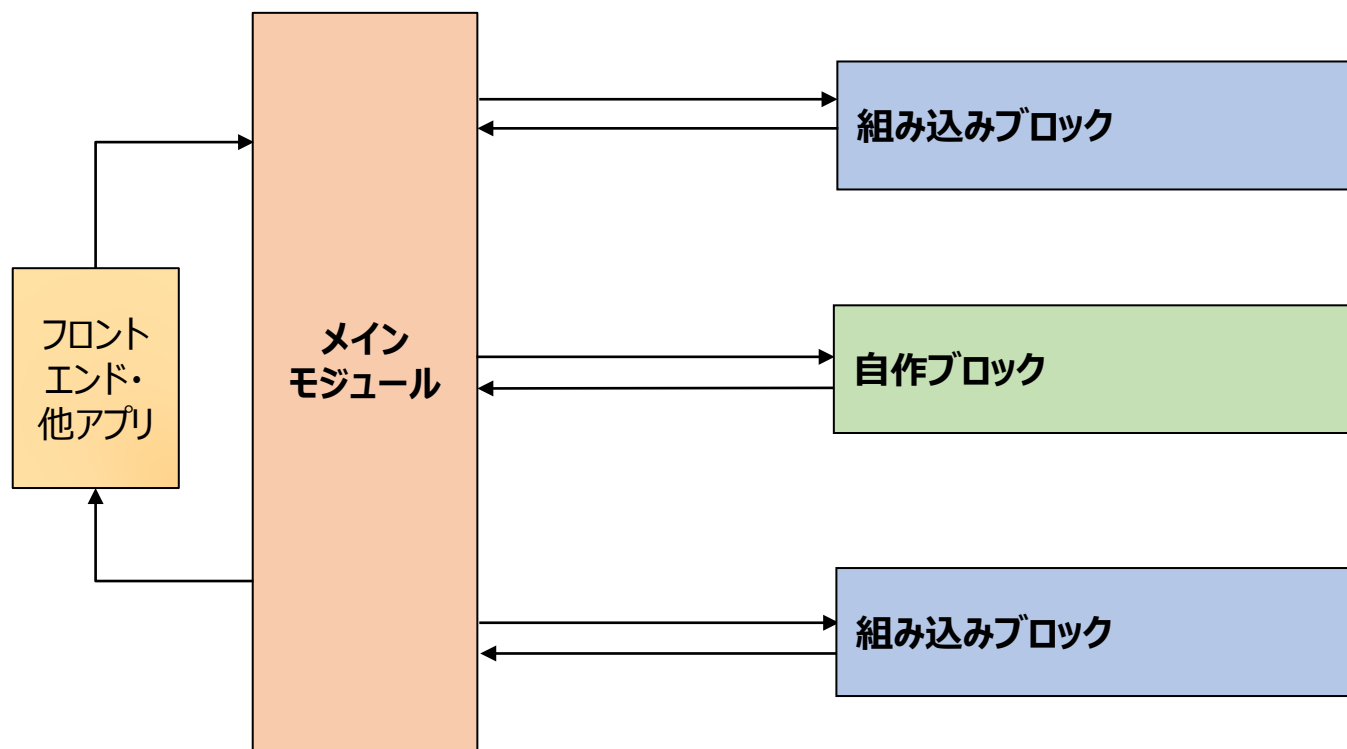 組み込みブロック
フロント
エンド・
他アプリ
メイン
モジュール
自作ブロック
組み込みブロック